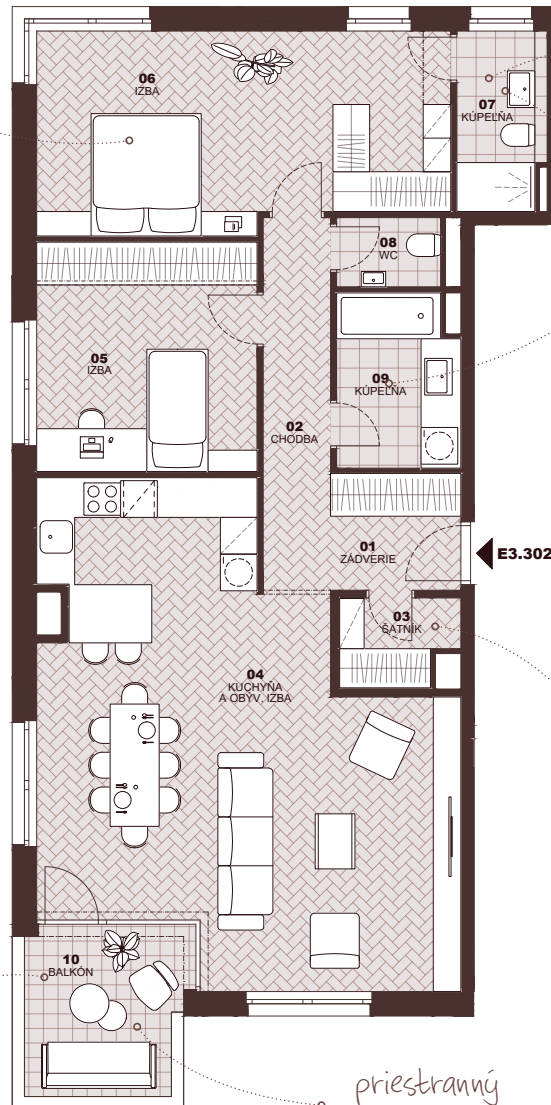 06
IZBA
07
KÚPEĽŇA
08
WC
05
IZBA
09
KÚPEĽŇA
02
CHODBA
01
ZÁDVERIE
E3.302
03
ŠATNÍK
04
KUCHYŇA
A OBÝV. IZBA
10
BALKÓN
priestranný